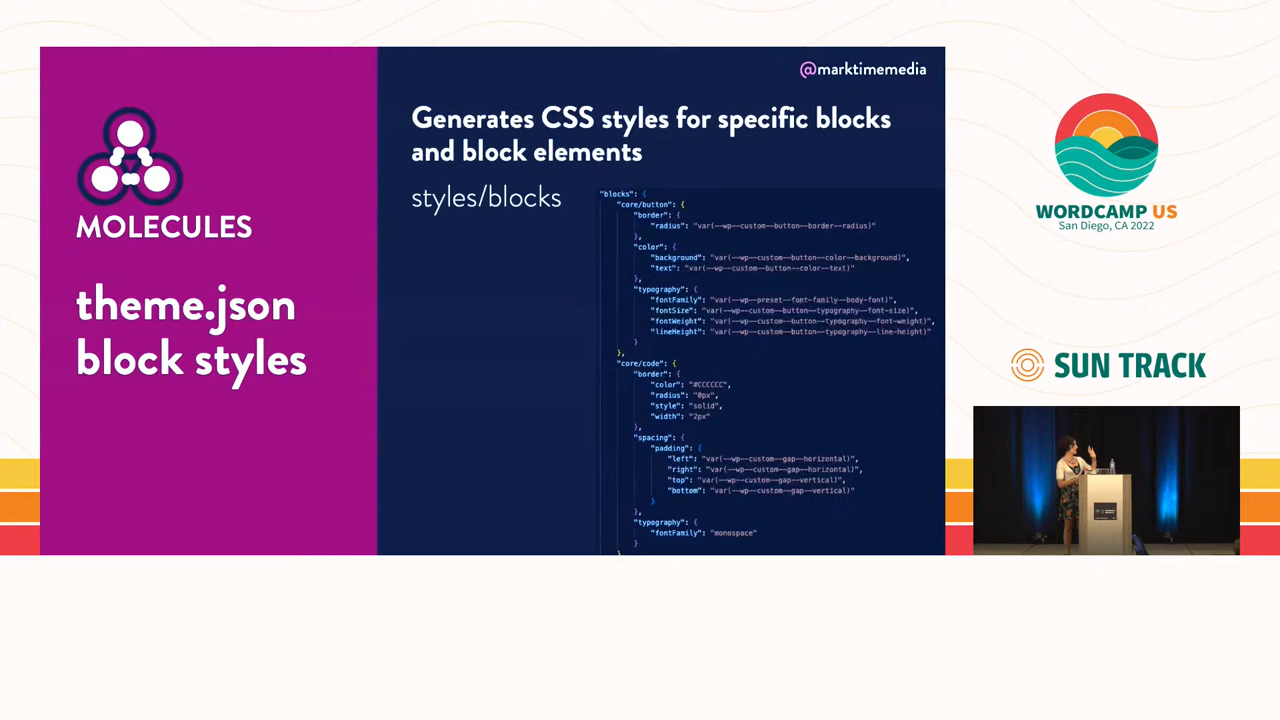 MOLECULES
theme.json
block styles
@marktimemedia
Generates CSS styles for specific blocks
and block elements
styles/blocks
"blocks": {
"core/button": {
"border": {
"radius": "var(--wp--custom--button--border--radius)"
},
"color": {
"background": "var(--wp--custom--button--color--background)",
"text": "var(--wp--custom--button--color--text)"
},
"typography": {
"fontFamily": "var(--wp--preset--font-family--body-font)",
"fontSize": "var(--wp--custom--button--typography--font-size)",
"fontWeight": "var(--wp--custom--button--typography--font-weight)",
"lineHeight": "var(--wp--custom--button--typography--line-height)"
}
},
"core/code": {
"border": {
"color": "#CCCCCC",
"radius": "0px",
"style": "solid",
"width": "2px"
},
"spacing": {
"padding": {
"left": "var(--wp--custom--gap--horizontal)",
"right": "var(--wp--custom--gap--horizontal)",
"top": "var(--wp--custom--gap--vertical)",
"bottom": "var(--wp--custom--gap--vertical)"
}
},
"typography": {
"fontFamily": "monospace"
}
WORDCAMP US
San Diego, CA 2022
SUN TRACK